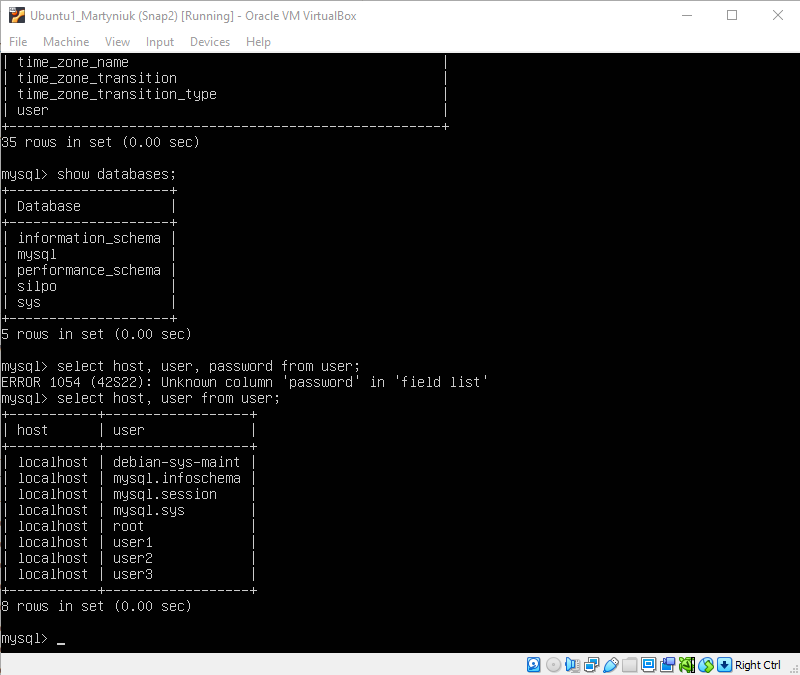 Ubuntu1_Martyniuk (Snap2) [Running] - Oracle VM VirtualBox
File Machine View Input Devices Help
| time_zone_name |
| time_zone_transition |
| time_zone_transition_type |
| user |
+------------------------------------------------------+
35 rows in set (0.00 sec)
mysql> show databases;
+--------------------+
| Database |
+--------------------+
| information_schema |
| mysql |
| performance_schema |
| silpo |
| sys |
+--------------------+
5 rows in set (0.00 sec)
mysql> select host, user, password from user;
ERROR 1054 (42S22): Unknown column 'password' in 'field list'
mysql> select host, user from user;
+-----------+------------------+
| host | user |
+-----------+------------------+
| localhost | debian-sys-maint |
| localhost | mysql.infoschema |
| localhost | mysql.session |
| localhost | mysql.sys |
| localhost | root |
| localhost | user1 |
| localhost | user2 |
| localhost | user3 |
+-----------+------------------+
8 rows in set (0.00 sec)
mysql> _
Right Ctrl